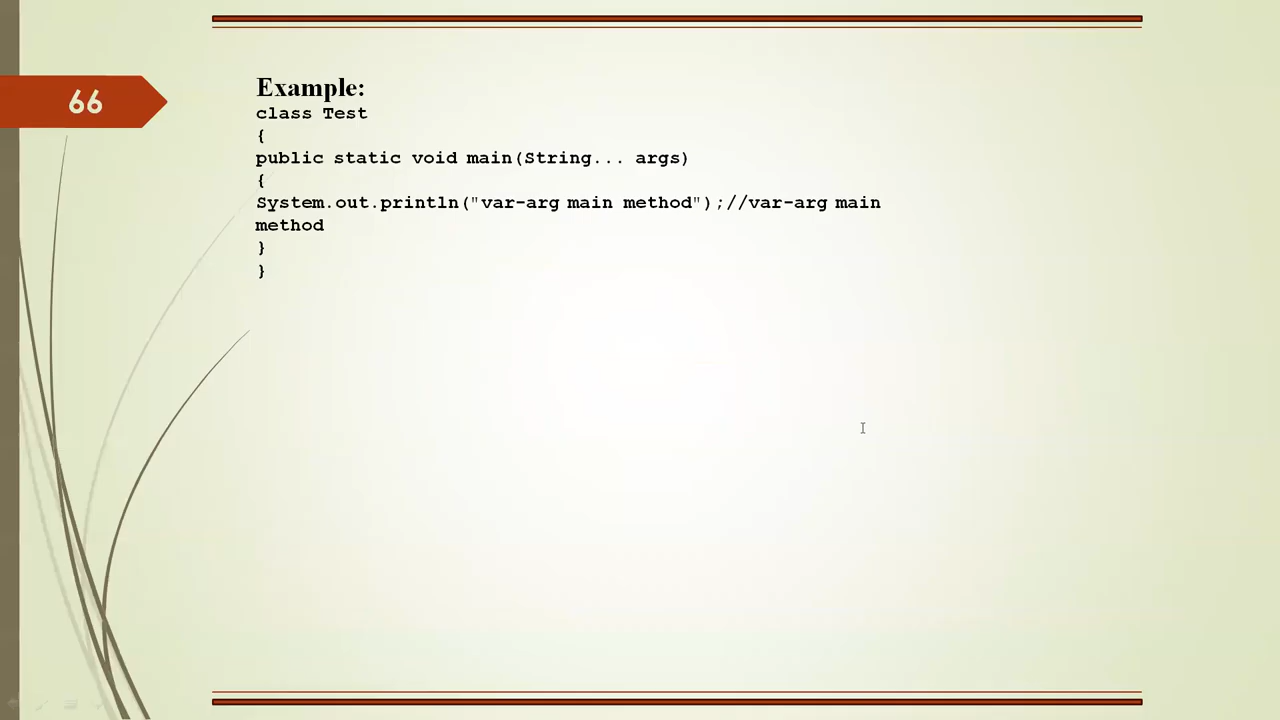 66
Example:
class Test
{
public static void main(String... args)
{
System.out.println("var-arg main method");//var-arg main
method
}
}